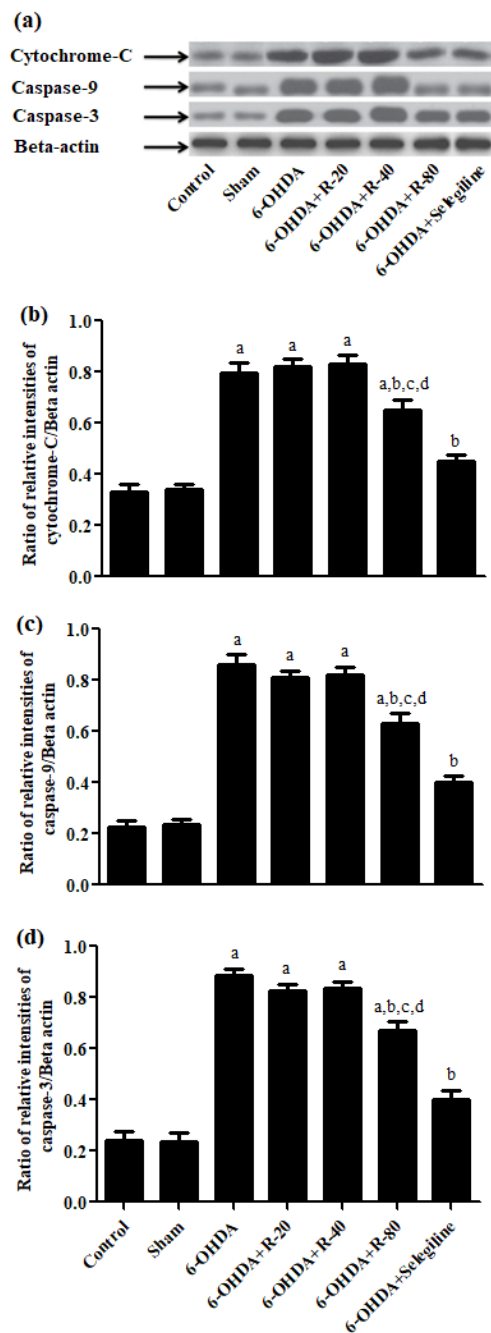 (a)
Cytochrome-C
Caspase-9
Caspase-3
Beta-actin
Control
Sham
6-OHDA
6-OHDA+R-20
6-OHDA+R-40
6-OHDA+R-80
6-OHDA+Selegiline
(b)
Ratio of relative intensities of
cytochrome-C/Beta actin
1.0
0.8
0.6
0.4
0.2
0.0
a
a
a
a,b,c,d
b
(c)
Ratio of relative intensities of
caspase-9/Beta actin
1.0
0.8
0.6
0.4
0.2
0.0
a
a
a
a,b,c,d
b
(d)
Ratio of relative intensities of
caspase-3/Beta actin
1.0
0.8
0.6
0.4
0.2
0.0
a
a
a
a,b,c,d
b
Control
Sham
6-OHDA
6-OHDA+R-20
6-OHDA+R-40
6-OHDA+R-80
6-OHDA+Selegiline